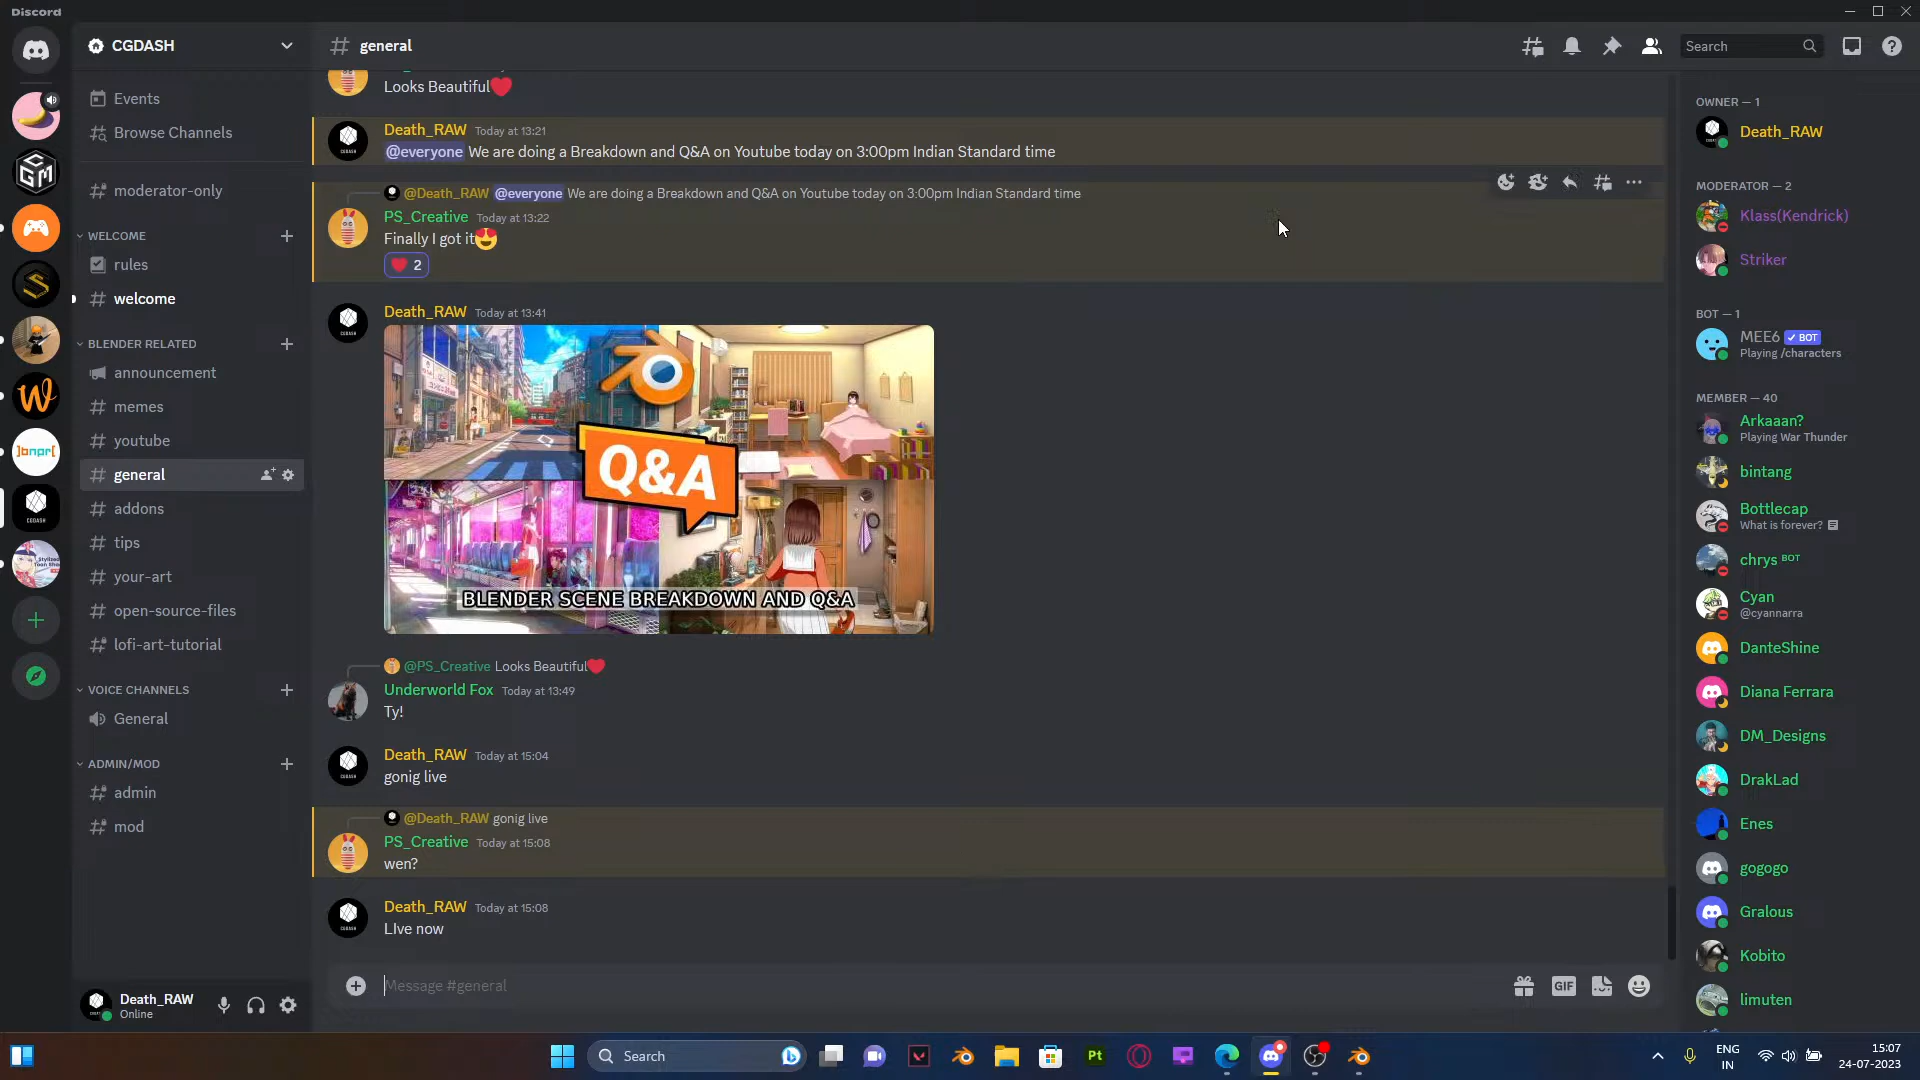 Discord
CGDASH
Events
Browse Channels
moderator-only
WELCOME
rules
welcome
BLENDER RELATED
announcement
memes
youtube
general
addons
tips
your-art
open-source-files
lofi-art-tutorial
VOICE CHANNELS
General
ADMIN/MOD
admin
mod
Death_RAW
Online
general
Search
Looks Beautiful❤️
Death_RAW Today at 13:21
@everyone We are doing a Breakdown and Q&A on Youtube today on 3:00pm Indian Standard time
@Death_RAW @everyone We are doing a Breakdown and Q&A on Youtube today on 3:00pm Indian Standard time
PS_Creative Today at 13:22
Finally I got it😍
❤️ 2
Death_RAW Today at 13:41
Q&A
BLENDER SCENE BREAKDOWN AND Q&A
@PS_Creative Looks Beautiful❤️
Underworld Fox Today at 13:49
Ty!
Death_RAW Today at 15:04
gonig live
@Death_RAW gonig live
PS_Creative Today at 15:08
wen?
Death_RAW Today at 15:08
LIve now
Message #general
GIF
OWNER — 1
Death_RAW
MODERATOR — 2
Klass(Kendrick)
Striker
BOT — 1
MEE6 ✓ BOT
Playing /characters
MEMBER — 40
Arkaaan?
Playing War Thunder
bintang
Bottlecap
What is forever?
chrys BOT
Cyan
@cyannarra
DanteShine
Diana Ferrara
DM_Designs
DrakLad
Enes
gogogo
Gralous
Kobito
limuten
Search
Pt
ENG
IN
15:07
24-07-2023